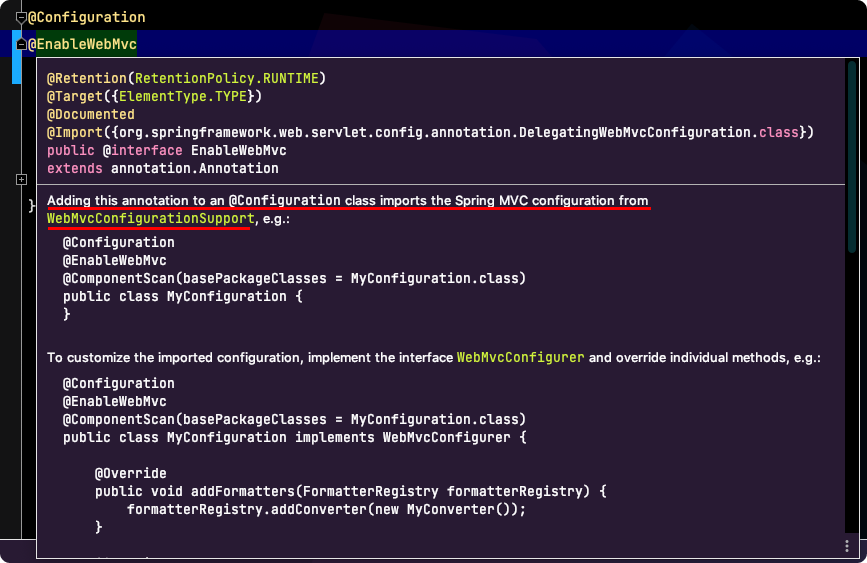 @Configuration
@EnableWebMvc
@Retention(RetentionPolicy.RUNTIME)
@Target({ElementType.TYPE})
@Documented
@Import({org.springframework.web.servlet.config.annotation.DelegatingWebMvcConfiguration.class})
public @interface EnableWebMvc
extends annotation.Annotation
}
Adding this annotation to an @Configuration class imports the Spring MVC configuration from
WebMvcConfigurationSupport, e.g.:
@Configuration
@EnableWebMvc
@ComponentScan(basePackageClasses = MyConfiguration.class)
public class MyConfiguration {
}
To customize the imported configuration, implement the interface WebMvcConfigurer and override individual methods, e.g.:
@Configuration
@EnableWebMvc
@ComponentScan(basePackageClasses = MyConfiguration.class)
public class MyConfiguration implements WebMvcConfigurer {
@Override
public void addFormatters(FormatterRegistry formatterRegistry) {
formatterRegistry.addConverter(new MyConverter());
}